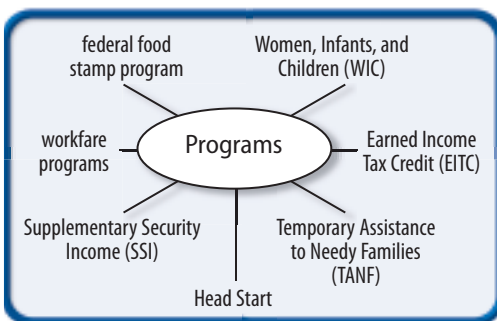 federal food
stamp program
Women, Infants, and
Children (WIC)
workfare
programs
Programs
Earned Income
Tax Credit (EITC)
Supplementary Security
Income (SSI)
Temporary Assistance
to Needy Families
(TANF)
Head Start